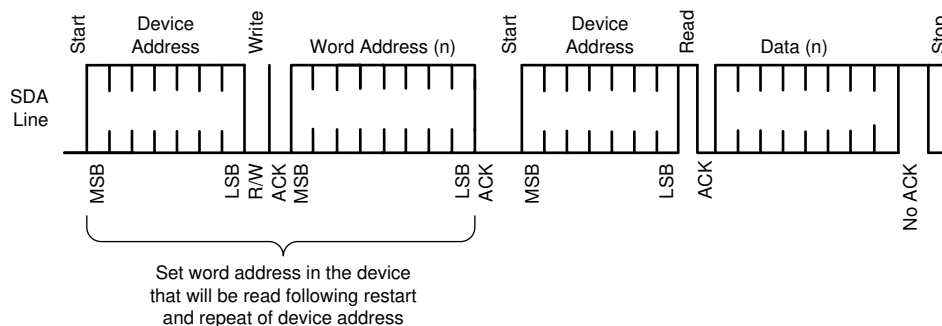 Start
Device
Address
Write
Word Address (n)
Start
Device
Address
Read
Data (n)
Stop
SDA
Line
MSB
LSB
R/W
ACK
MSB
LSB
ACK
MSB
LSB
ACK
No ACK
Set word address in the device
that will be read following restart
and repeat of device address